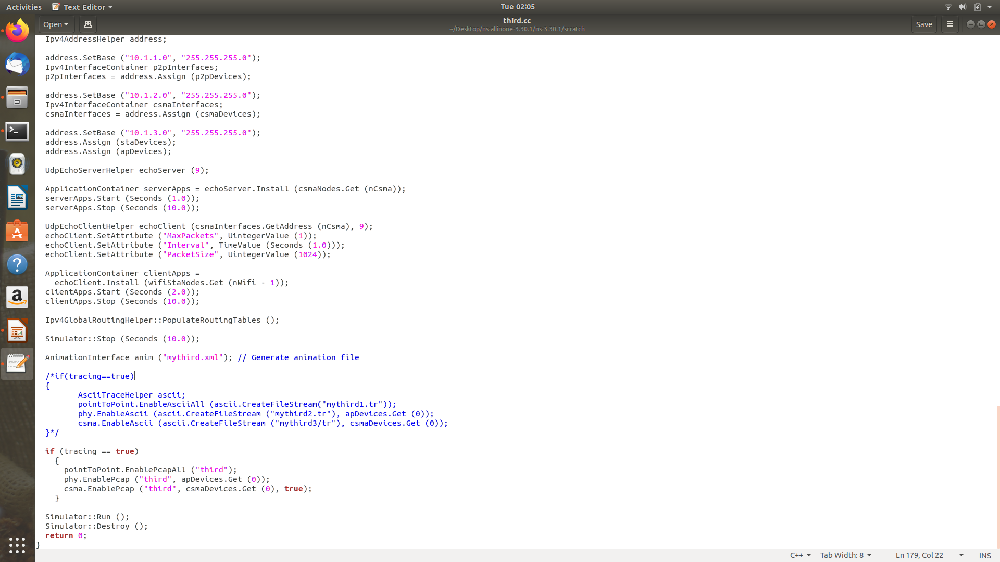 Activities Text Editor Tue 02:05
Open third.cc Save
~/Desktop/ns-allinone-3.30.1/ns-3.30.1/scratch
Ipv4AddressHelper address;
address.SetBase ("10.1.1.0", "255.255.255.0");
Ipv4InterfaceContainer p2pInterfaces;
p2pInterfaces = address.Assign (p2pDevices);
address.SetBase ("10.1.2.0", "255.255.255.0");
Ipv4InterfaceContainer csmaInterfaces;
csmaInterfaces = address.Assign (csmaDevices);
address.SetBase ("10.1.3.0", "255.255.255.0");
address.Assign (staDevices);
address.Assign (apDevices);
UdpEchoServerHelper echoServer (9);
ApplicationContainer serverApps = echoServer.Install (csmaNodes.Get (nCsma));
serverApps.Start (Seconds (1.0));
serverApps.Stop (Seconds (10.0));
UdpEchoClientHelper echoClient (csmaInterfaces.GetAddress (nCsma), 9);
echoClient.SetAttribute ("MaxPackets", UintegerValue (1));
echoClient.SetAttribute ("Interval", TimeValue (Seconds (1.0)));
echoClient.SetAttribute ("PacketSize", UintegerValue (1024));
ApplicationContainer clientApps =
echoClient.Install (wifiStaNodes.Get (nWifi - 1));
clientApps.Start (Seconds (2.0));
clientApps.Stop (Seconds (10.0));
Ipv4GlobalRoutingHelper::PopulateRoutingTables ();
Simulator::Stop (Seconds (10.0));
AnimationInterface anim ("mythird.xml"); // Generate animation file
/*if(tracing==true)
{
AsciiTraceHelper ascii;
pointToPoint.EnableAsciiAll (ascii.CreateFileStream("mythird1.tr"));
phy.EnableAscii (ascii.CreateFileStream ("mythird2.tr"), apDevices.Get (0));
csma.EnableAscii (ascii.CreateFileStream ("mythird3/tr"), csmaDevices.Get (0));
}*/
if (tracing == true)
{
pointToPoint.EnablePcapAll ("third");
phy.EnablePcap ("third", apDevices.Get (0));
csma.EnablePcap ("third", csmaDevices.Get (0), true);
}
Simulator::Run ();
Simulator::Destroy ();
return 0;
}
C++ Tab Width: 8 Ln 179, Col 22 INS